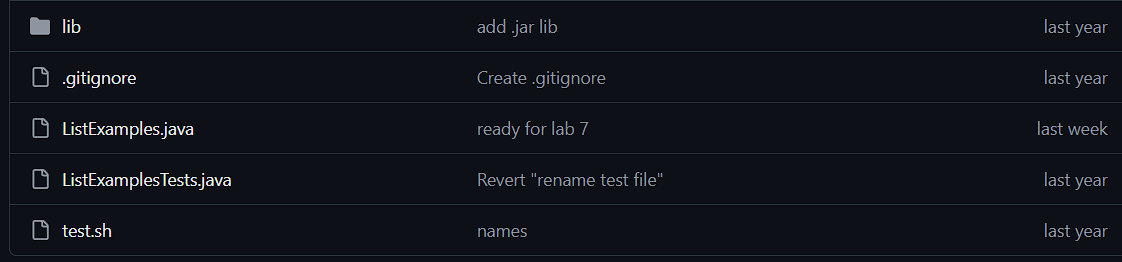 lib add .jar lib last year
.gitignore Create .gitignore last year
ListExamples.java ready for lab 7 last week
ListExamplesTests.java Revert "rename test file" last year
test.sh names last year